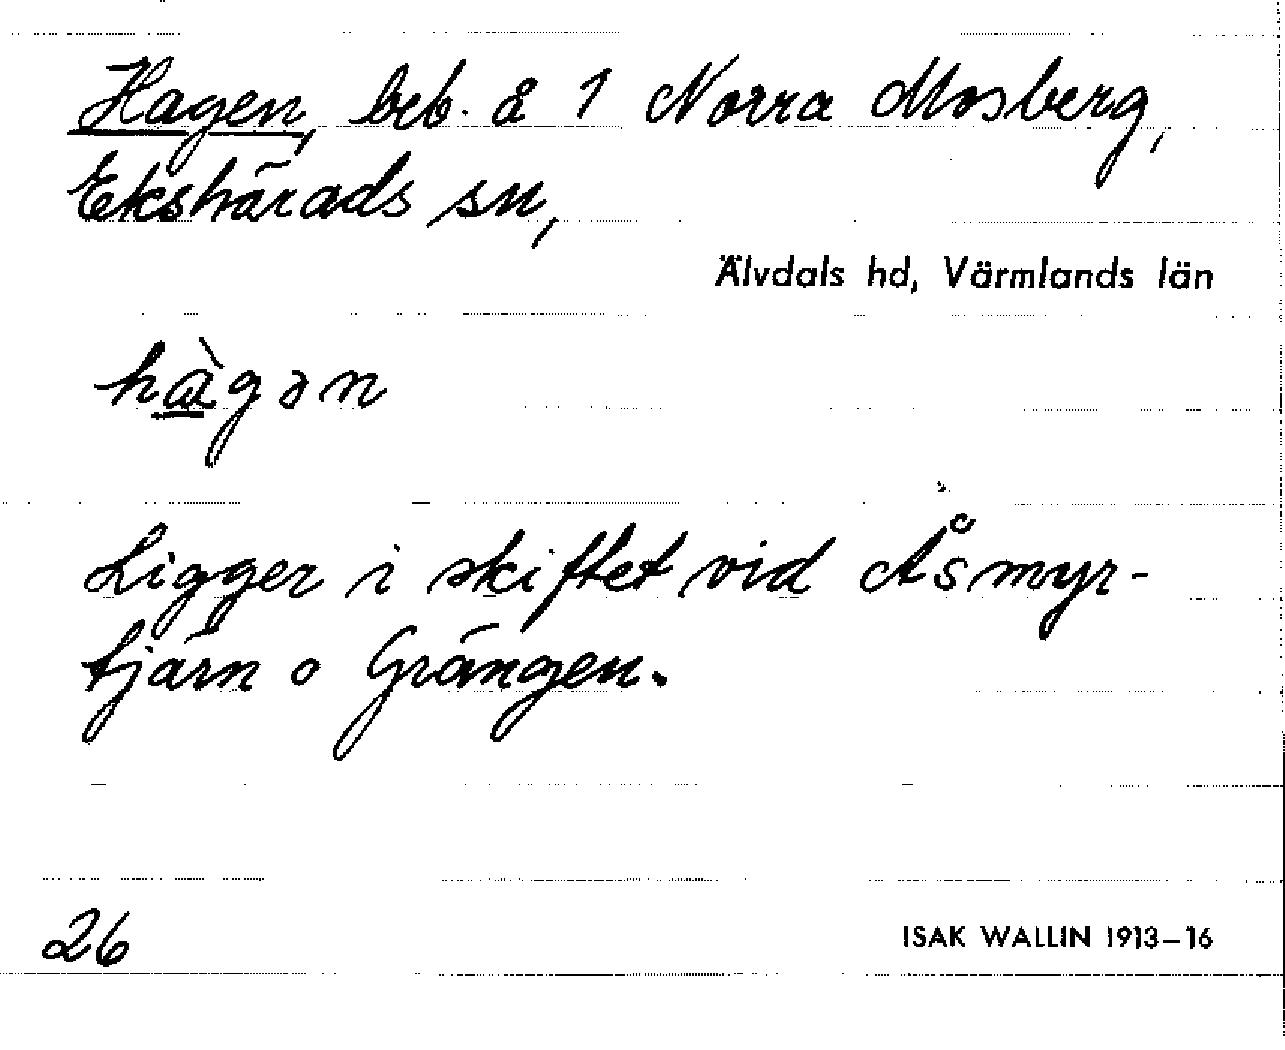 Hagen, beb. å 1 Norra Mosberg,
Ekshärads sn,
Älvdals hd, Värmlands län
hàgən
Ligger i skiftet vid Åsmyr-
tjärn o Grängen.
26
ISAK WALLIN 1913–16